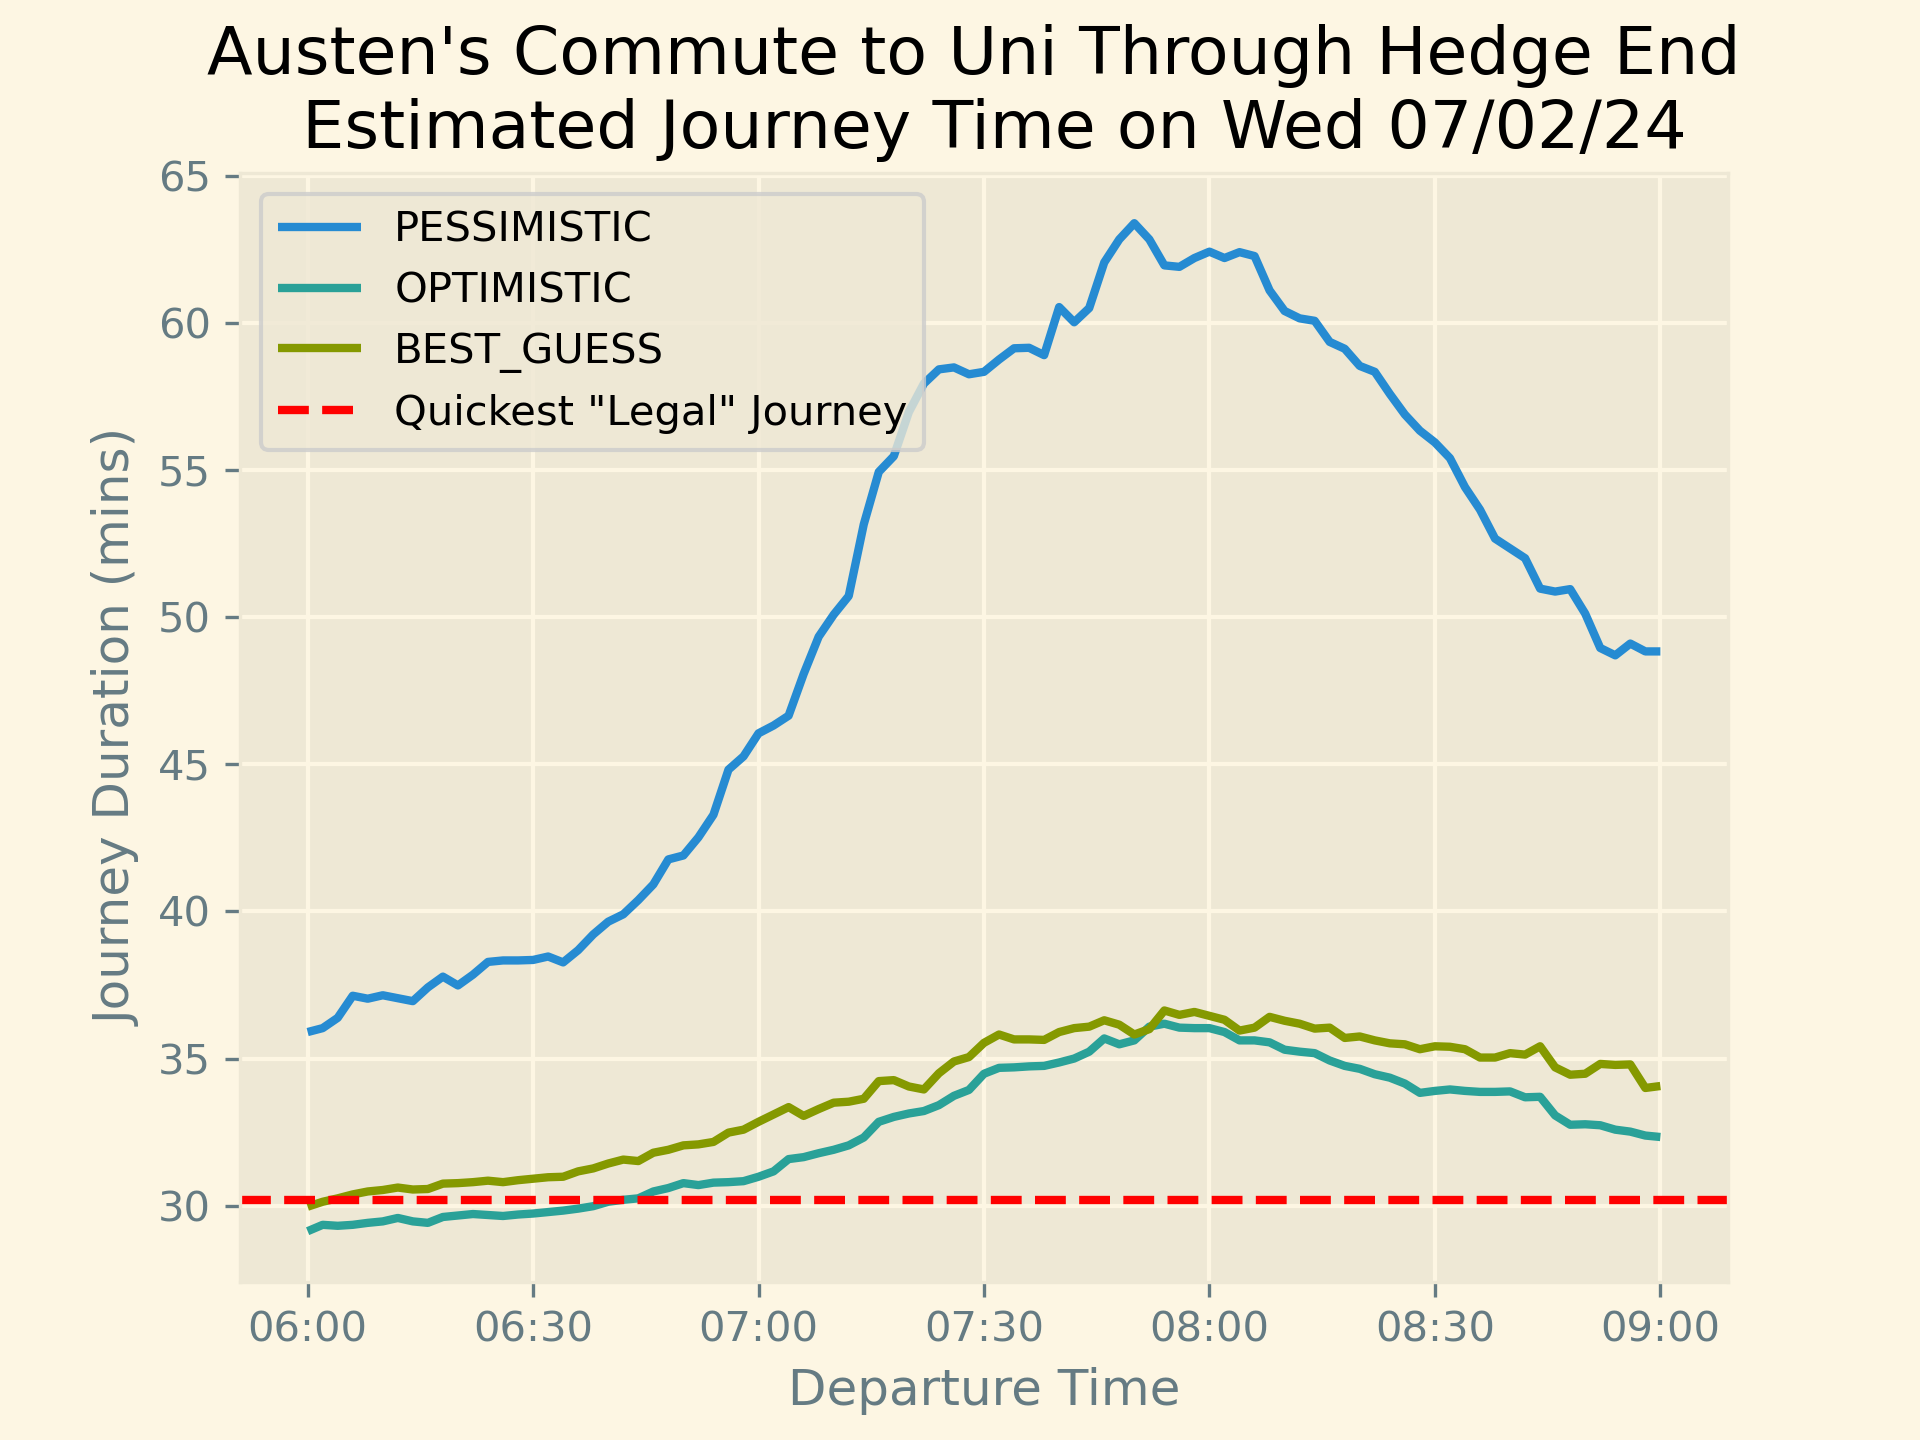 Austen's Commute to Uni Through Hedge End
Estimated Journey Time on Wed 07/02/24
PESSIMISTIC
OPTIMISTIC
BEST_GUESS
Quickest "Legal" Journey
Journey Duration (mins)
65
60
55
50
45
40
35
30
06:00 06:30 07:00 07:30 08:00 08:30 09:00
Departure Time